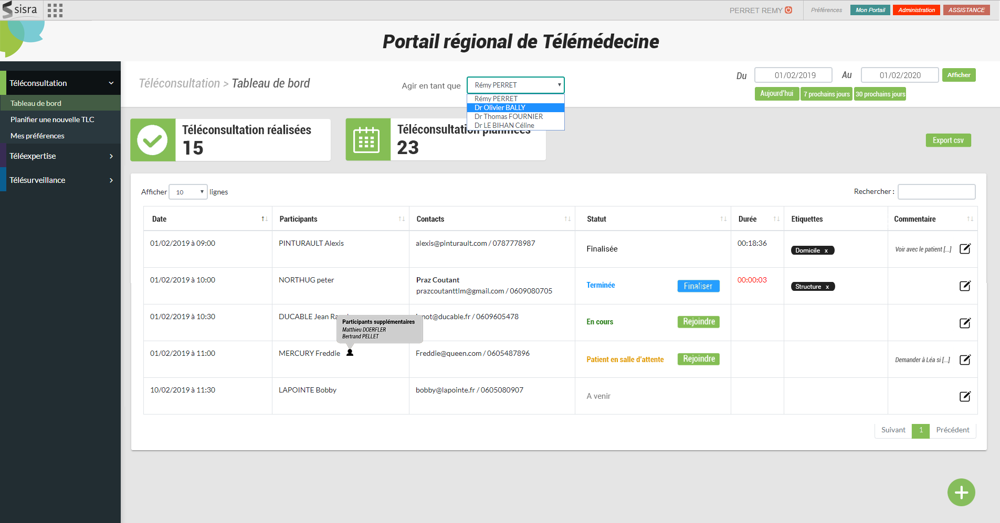 sisra
PERRET REMY
Préférences
Mon Portail
Administration
ASSISTANCE
Portail régional de Télémédecine
Téléconsultation
Tableau de bord
Planifier une nouvelle TLC
Mes préférences
Téléexpertise
Télésurveillance
Téléconsultation > Tableau de bord
Agir en tant que
Rémy PERRET
Rémy PERRET
Dr Olivier BALLY
Dr Thomas FOURNIER
Dr LE BIHAN Céline
Du 01/02/2019 Au 01/02/2020 Afficher
Aujourd'hui 7 prochains jours 30 prochains jours
Téléconsultation réalisées
15
Téléconsultation planifiées
23
Export csv
Afficher 10 lignes
Rechercher :
Date Participants Contacts Statut Durée Etiquettes Commentaire
01/02/2019 à 09:00 PINTURAULT Alexis alexis@pinturault.com / 0787778987 Finalisée 00:18:36 Domicile x Voir avec le patient [...]
01/02/2019 à 10:00 NORTHUG peter Praz Coutant
prazcoutanttlm@gmail.com / 0609080705 Terminée Finaliser 00:00:03 Structure x
01/02/2019 à 10:30 DUCABLE Jean not@ducable.fr / 0609605478 En cours Rejoindre
Participants supplémentaires
Matthieu DOERFLER
Bertrand PELLET
01/02/2019 à 11:00 MERCURY Freddie Freddie@queen.com / 0605487896 Patient en salle d'attente Rejoindre Demander à Léa si [...]
10/02/2019 à 11:30 LAPOINTE Bobby bobby@lapointe.fr / 0605080907 A venir
Suivant 1 Précédent